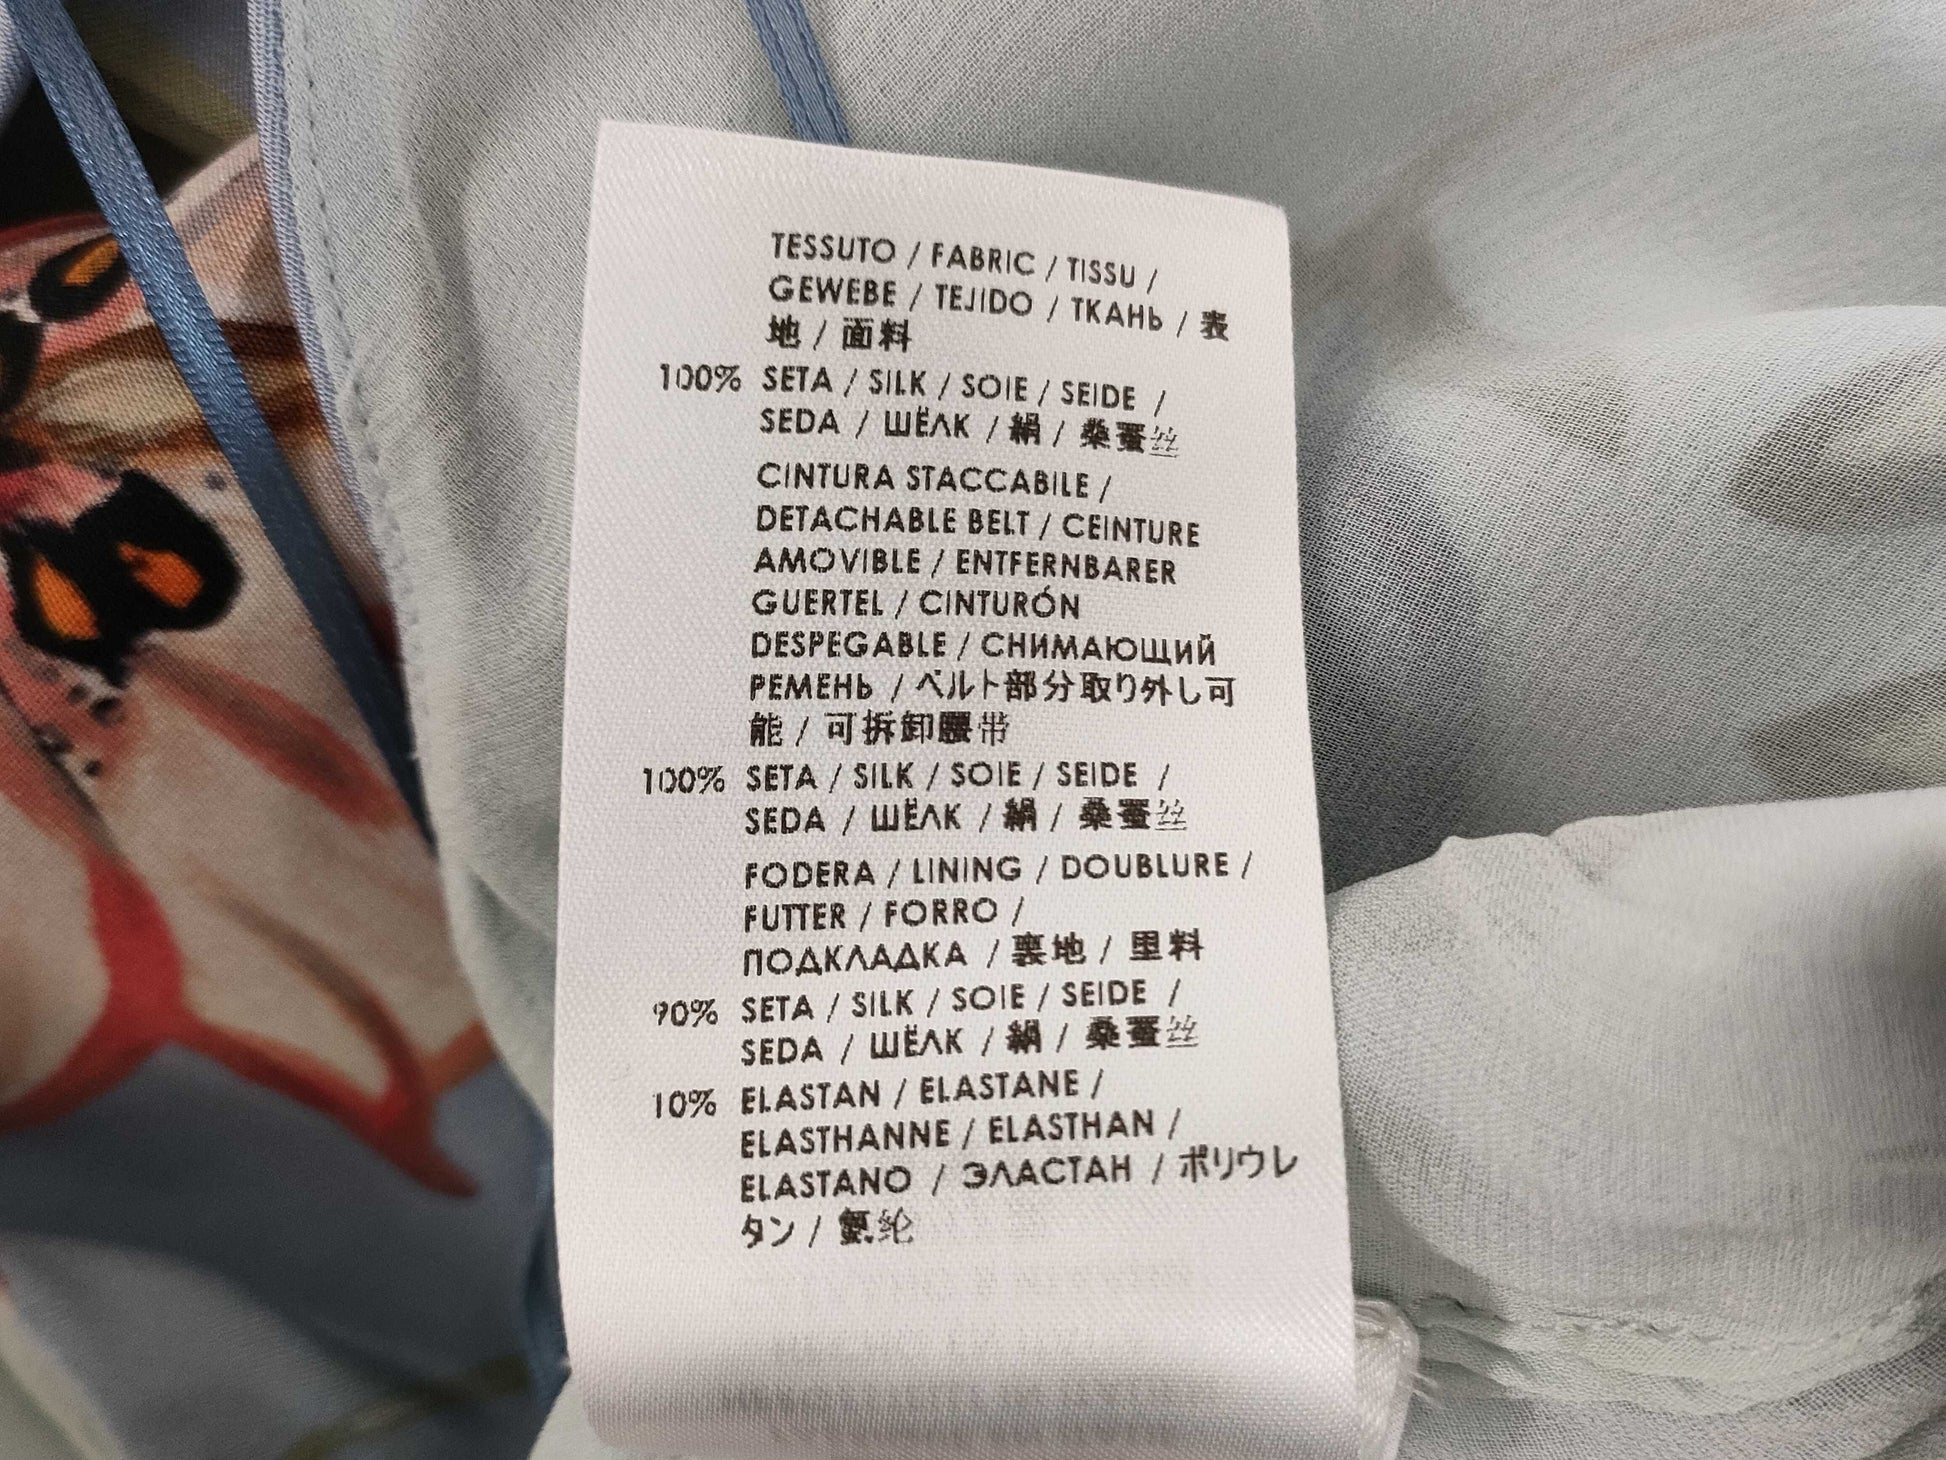 TESSUTO / FABRIC / TISSU /
GEWEBE / TEJIDO / ТКАНЬ / 表
地 / 面料
100% SETA / SILK / SOIE / SEIDE /
SEDA / ШЁЛК / 絹 / 桑蚕丝
CINTURA STACCABILE /
DETACHABLE BELT / CEINTURE
AMOVIBLE / ENTFERNBARER
GUERTEL / CINTURÓN
DESPEGABLE / СНИМАЮЩИЙ
РЕМЕНЬ / ベルト部分取り外し可
能 / 可拆卸腰带
100% SETA / SILK / SOIE / SEIDE /
SEDA / ШЁЛК / 絹 / 桑蚕丝
FODERA / LINING / DOUBLURE /
FUTTER / FORRO /
ПОДКЛАДКА / 裏地 / 里料
90% SETA / SILK / SOIE / SEIDE /
SEDA / ШЁЛК / 絹 / 桑蚕丝
10% ELASTAN / ELASTANE /
ELASTHANNE / ELASTHAN /
ELASTANO / ЭЛАСТАН / ポリウレ
タン / 氨纶